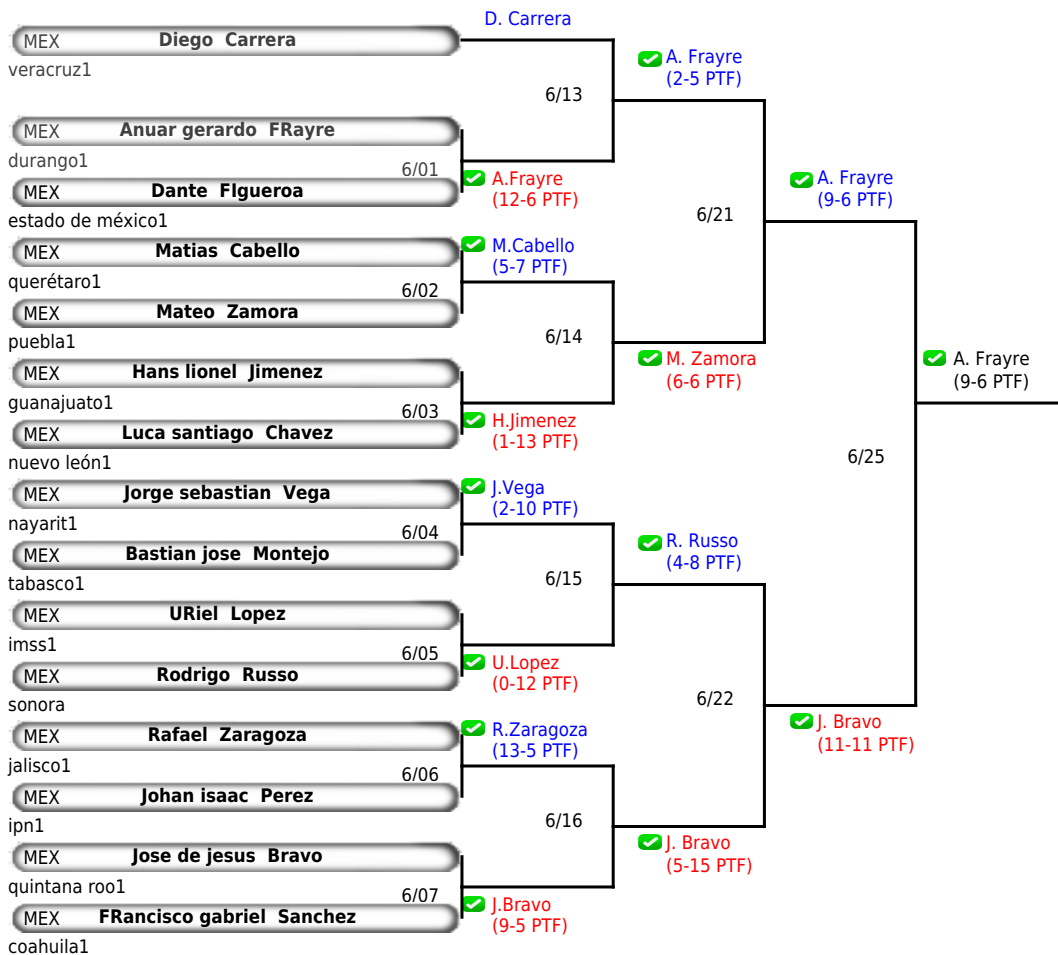 D. Carrera
MEX Diego Carrera
veracruz1
A. Frayre
(2-5 PTF)
6/13
MEX Anuar gerardo FRayre
durango1
6/01
A.Frayre
(12-6 PTF)
MEX Dante FIgueroa
estado de méxico1
A. Frayre
(9-6 PTF)
6/21
MEX Matias Cabello
querétaro1
M.Cabello
(5-7 PTF)
6/02
MEX Mateo Zamora
puebla1
6/14
M. Zamora
(6-6 PTF)
A. Frayre
(9-6 PTF)
MEX Hans lionel Jimenez
guanajuato1
6/03
H.Jimenez
(1-13 PTF)
MEX Luca santiago Chavez
nuevo león1
6/25
MEX Jorge sebastian Vega
nayarit1
J.Vega
(2-10 PTF)
6/04
MEX Bastian jose Montejo
tabasco1
R. Russo
(4-8 PTF)
6/15
MEX URiel Lopez
imss1
6/05
U.Lopez
(0-12 PTF)
MEX Rodrigo Russo
sonora
6/22
J. Bravo
(11-11 PTF)
MEX Rafael Zaragoza
jalisco1
R.Zaragoza
(13-5 PTF)
6/06
MEX Johan isaac Perez
ipn1
6/16
J. Bravo
(5-15 PTF)
MEX Jose de jesus Bravo
quintana roo1
6/07
J.Bravo
(9-5 PTF)
MEX FRancisco gabriel Sanchez
coahuila1